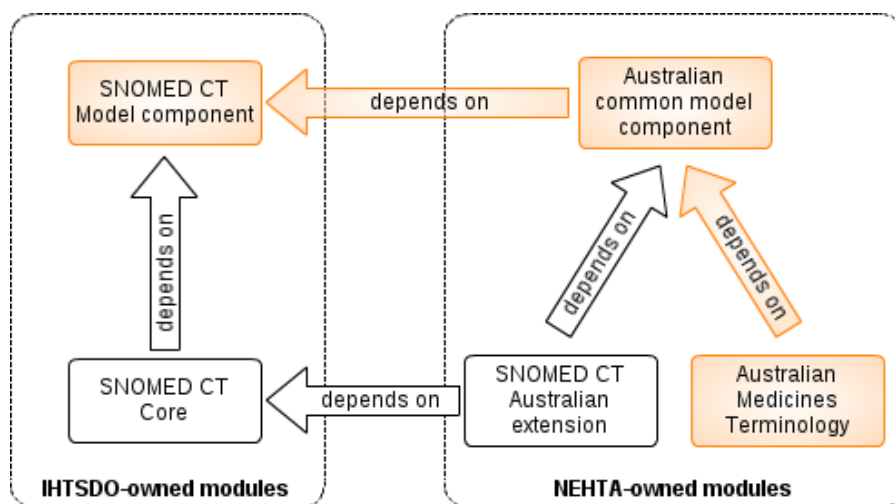 SNOMED CT
Model component
depends on
Australian
common model
component
depends on
depends on
depends on
SNOMED CT
Core
depends on
SNOMED CT
Australian
extension
Australian
Medicines
Terminology
IHTSDO-owned modules
NEHTA-owned modules